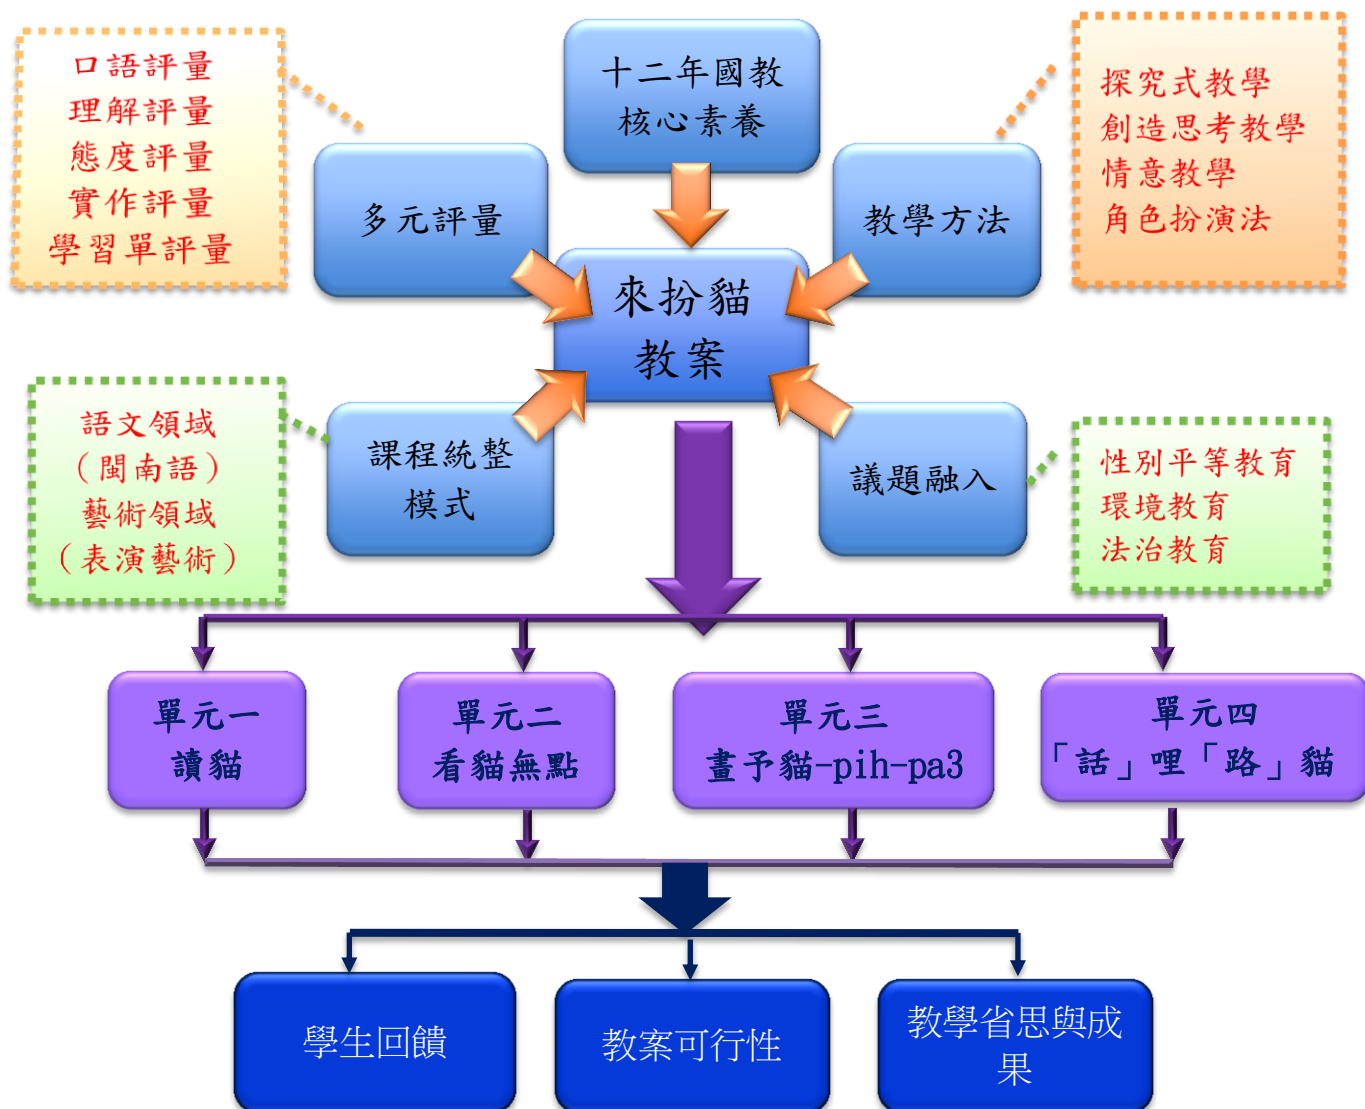 口語評量
理解評量
態度評量
實作評量
學習單評量
十二年國教
核心素養
探究式教學
創造思考教學
情意教學
角色扮演法
多元評量
教學方法
來扮貓
教案
語文領域
（閩南語）
藝術領域
（表演藝術）
課程統整
模式
議題融入
性別平等教育
環境教育
法治教育
單元一
讀貓
單元二
看貓無點
單元三
畫予貓-pih-pa3
單元四
「話」哩「路」貓
學生回饋
教案可行性
教學省思與成
果